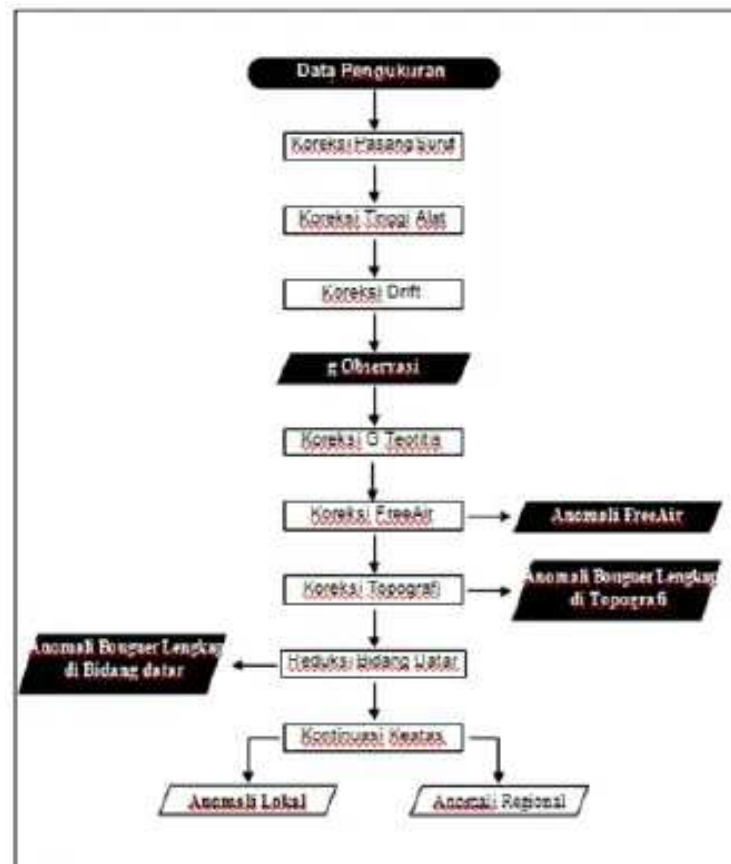 Data Pengukuran
Koreksi Pasang Surut
Koreksi Tinggi Alat
Koreksi Drift
g Observasi
Koreksi G Teotitis
Koreksi FreeAir
Anomali FreeAir
Koreksi Topografi
Anomali Bouguer Lengkap
di Topografi
Reduksi Bidang Datar
Anomali Bouguer Lengkap
di Bidang datar
Kontinuasi Keatas
Anomali Lokal
Anomali Regional